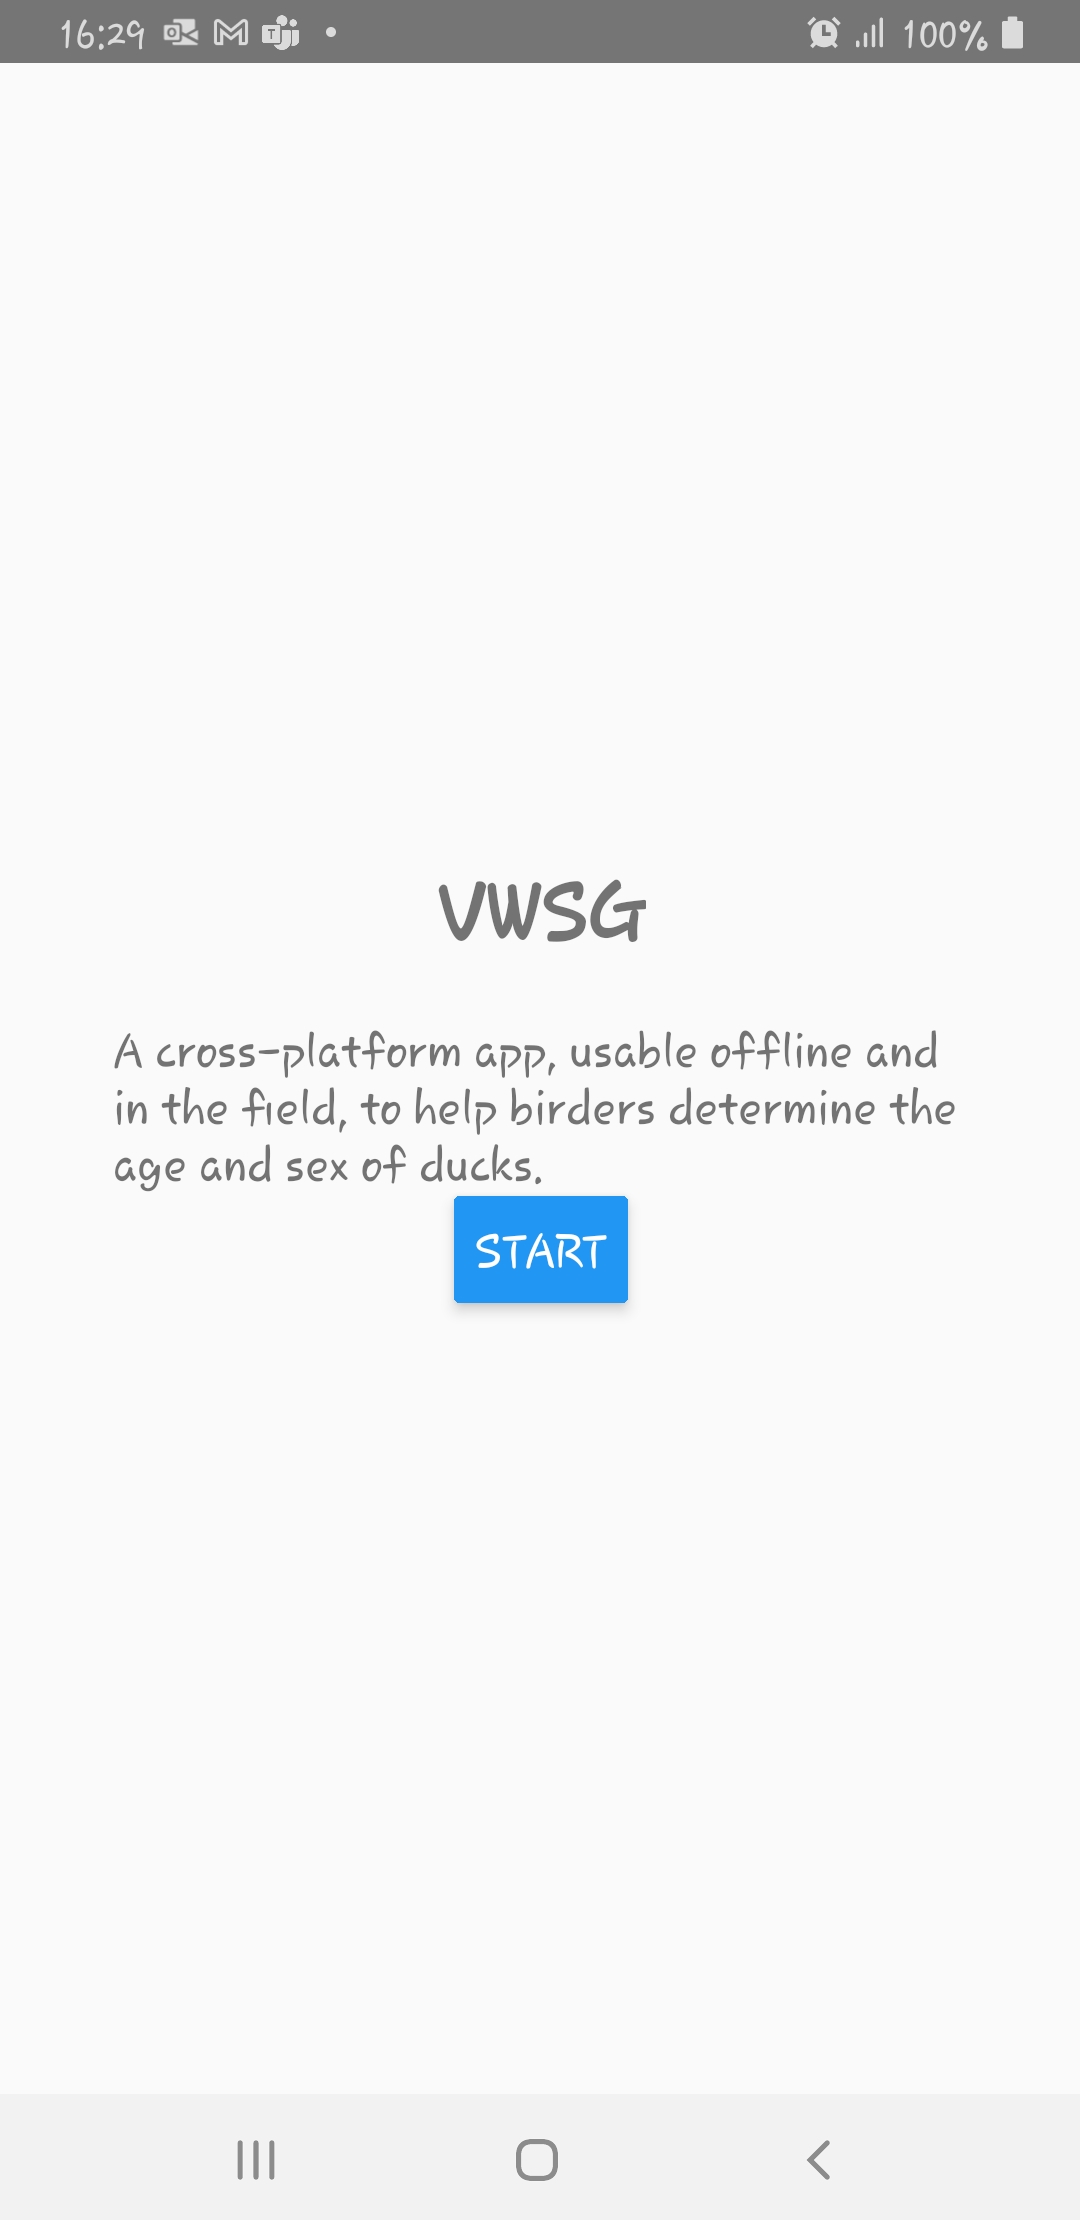 16:29
100%
VWSG
A cross-platform app, usable offline and
in the field, to help birders determine the
age and sex of ducks.
START